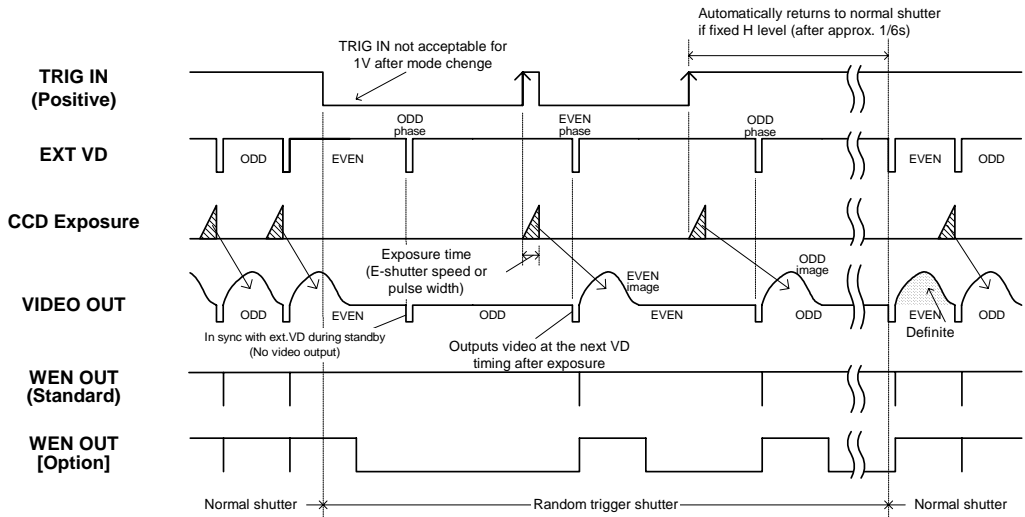 Automatically returns to normal shutter
if fixed H level (after approx. 1/6s)
TRIG IN not acceptable for
1V after mode chenge
TRIG IN
(Positive)
ODD
phase
EVEN
phase
ODD
phase
EXT VD
ODD
EVEN
EVEN
ODD
CCD Exposure
Exposure time
(E-shutter speed or
pulse width)
EVEN
image
ODD
image
VIDEO OUT
ODD
EVEN
ODD
EVEN
ODD
EVEN
ODD
Definite
In sync with ext.VD during standby
(No video output)
Outputs video at the next VD
timing after exposure
WEN OUT
(Standard)
WEN OUT
[Option]
Normal shutter
Random trigger shutter
Normal shutter